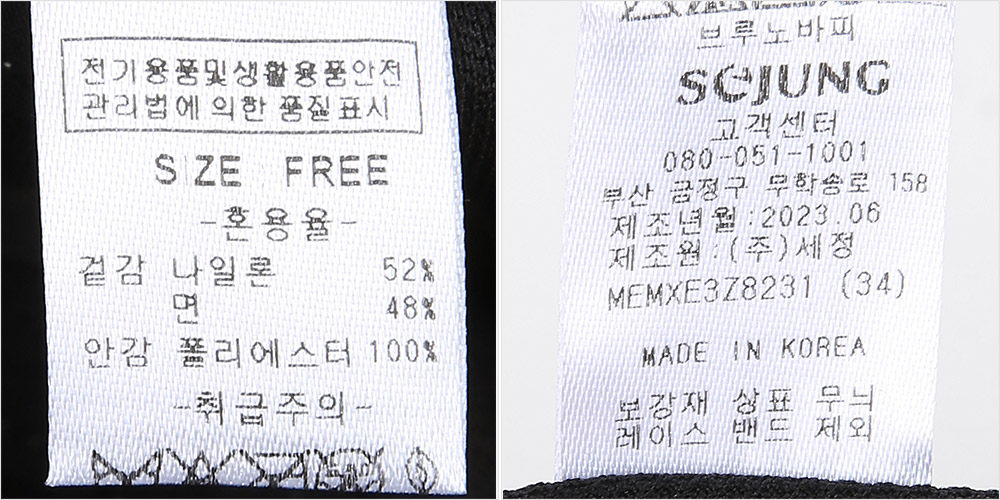 전기용품및생활용품안전
관리법에 의한 품질표시
SIZE FREE
-혼용율-
겉감 나일론 52%
면 48%
안감 폴리에스터 100%
-취급주의-
브루노바피
SEJUNG
고객센터
080-051-1001
부산 금정구 무학송로 158
제조년월:2023.06
제조원:(주)세정
MEMXE3Z8231 (34)
MADE IN KOREA
보강재 상표 무늬
레이스 밴드 제외